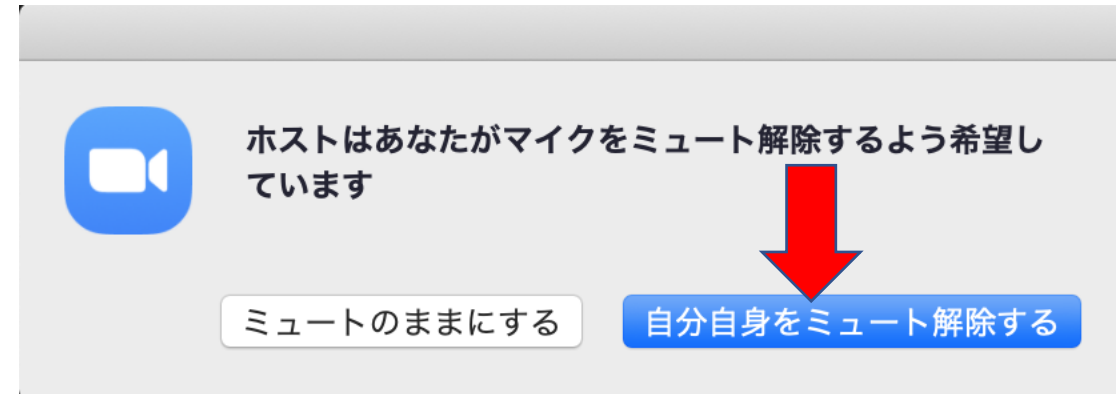 ホストはあなたがマイクをミュート解除するよう希望し
ています
ミュートのままにする
自分自身をミュート解除する